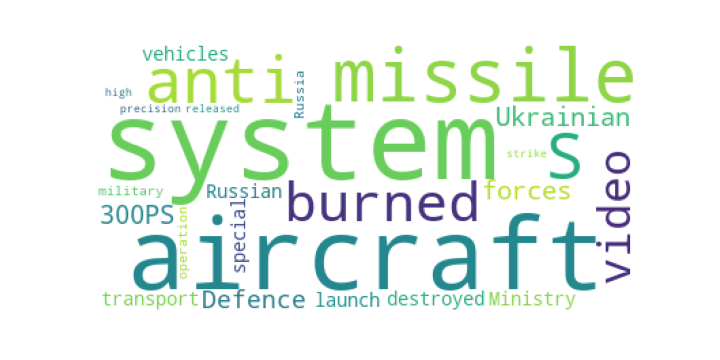 vehicles
anti missile
high
Russia
precision released
system
Ukrainian
S
strike
video
military
Russian
burned
forces
300PS
operation
special
aircraft
transport
Defence
launch
destroyed
Ministry